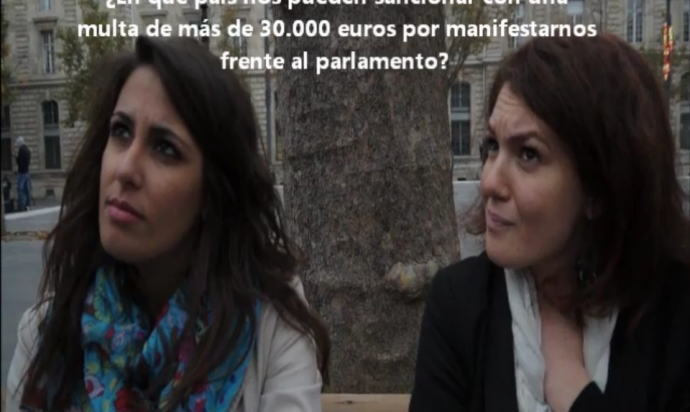 ¿En qué país nos pueden sancionar con una
multa de más de 30.000 euros por manifestarnos
frente al parlamento?